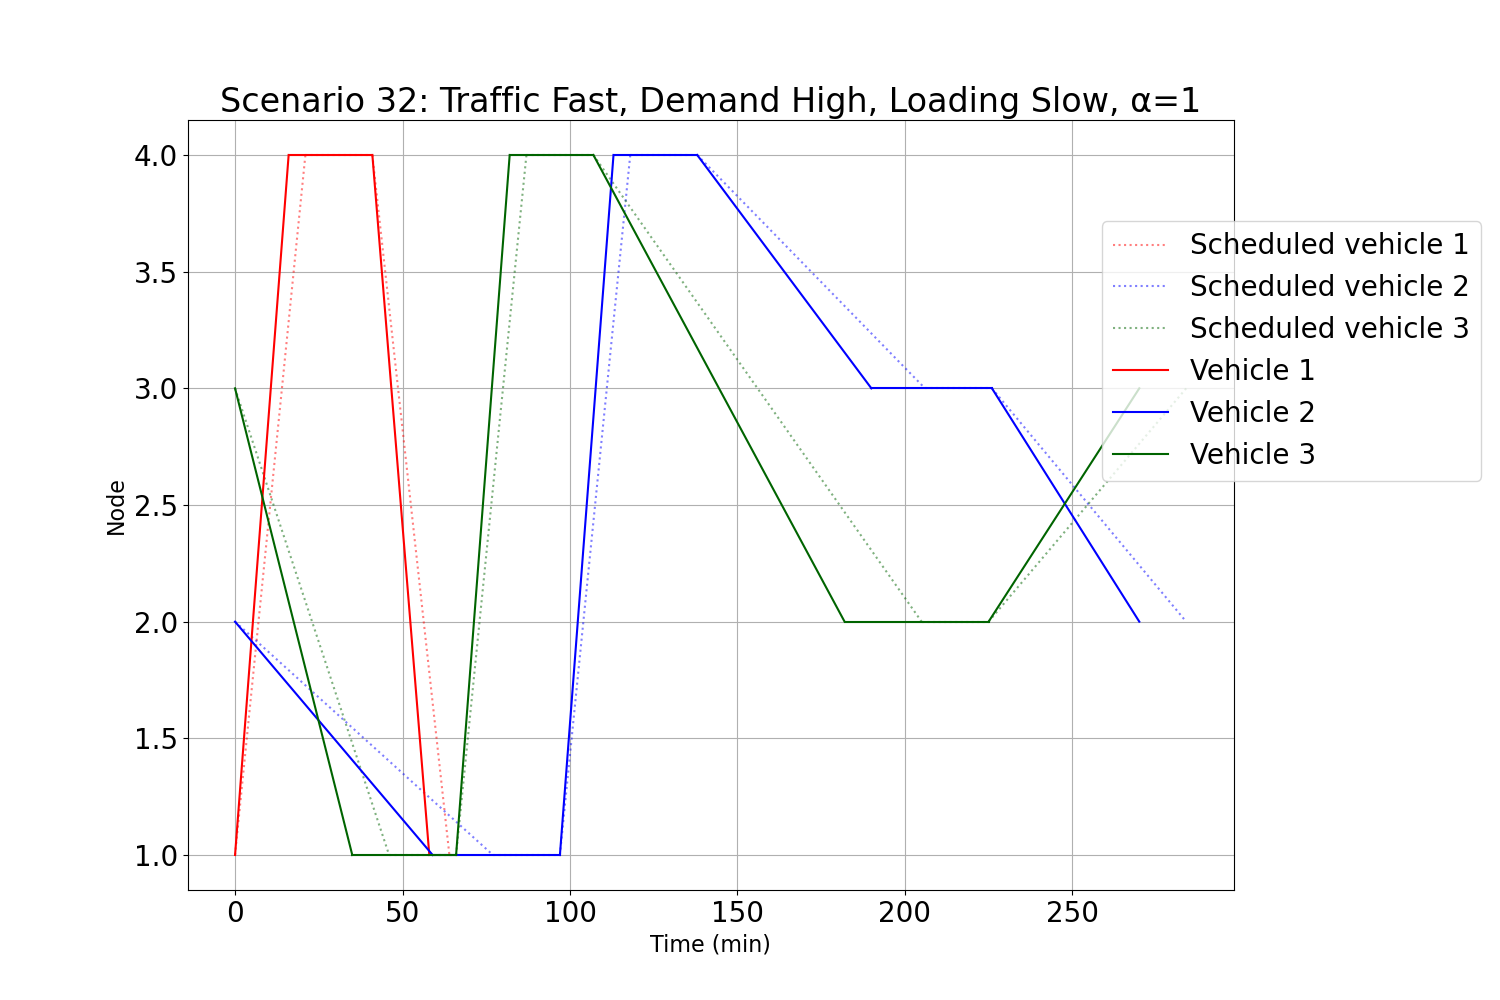 Scenario 32: Traffic Fast, Demand High, Loading Slow, α=1
4.0
3.5
3.0
2.5
2.0
1.5
1.0
Node
0 50 100 150 200 250
Time (min)
Scheduled vehicle 1
Scheduled vehicle 2
Scheduled vehicle 3
Vehicle 1
Vehicle 2
Vehicle 3